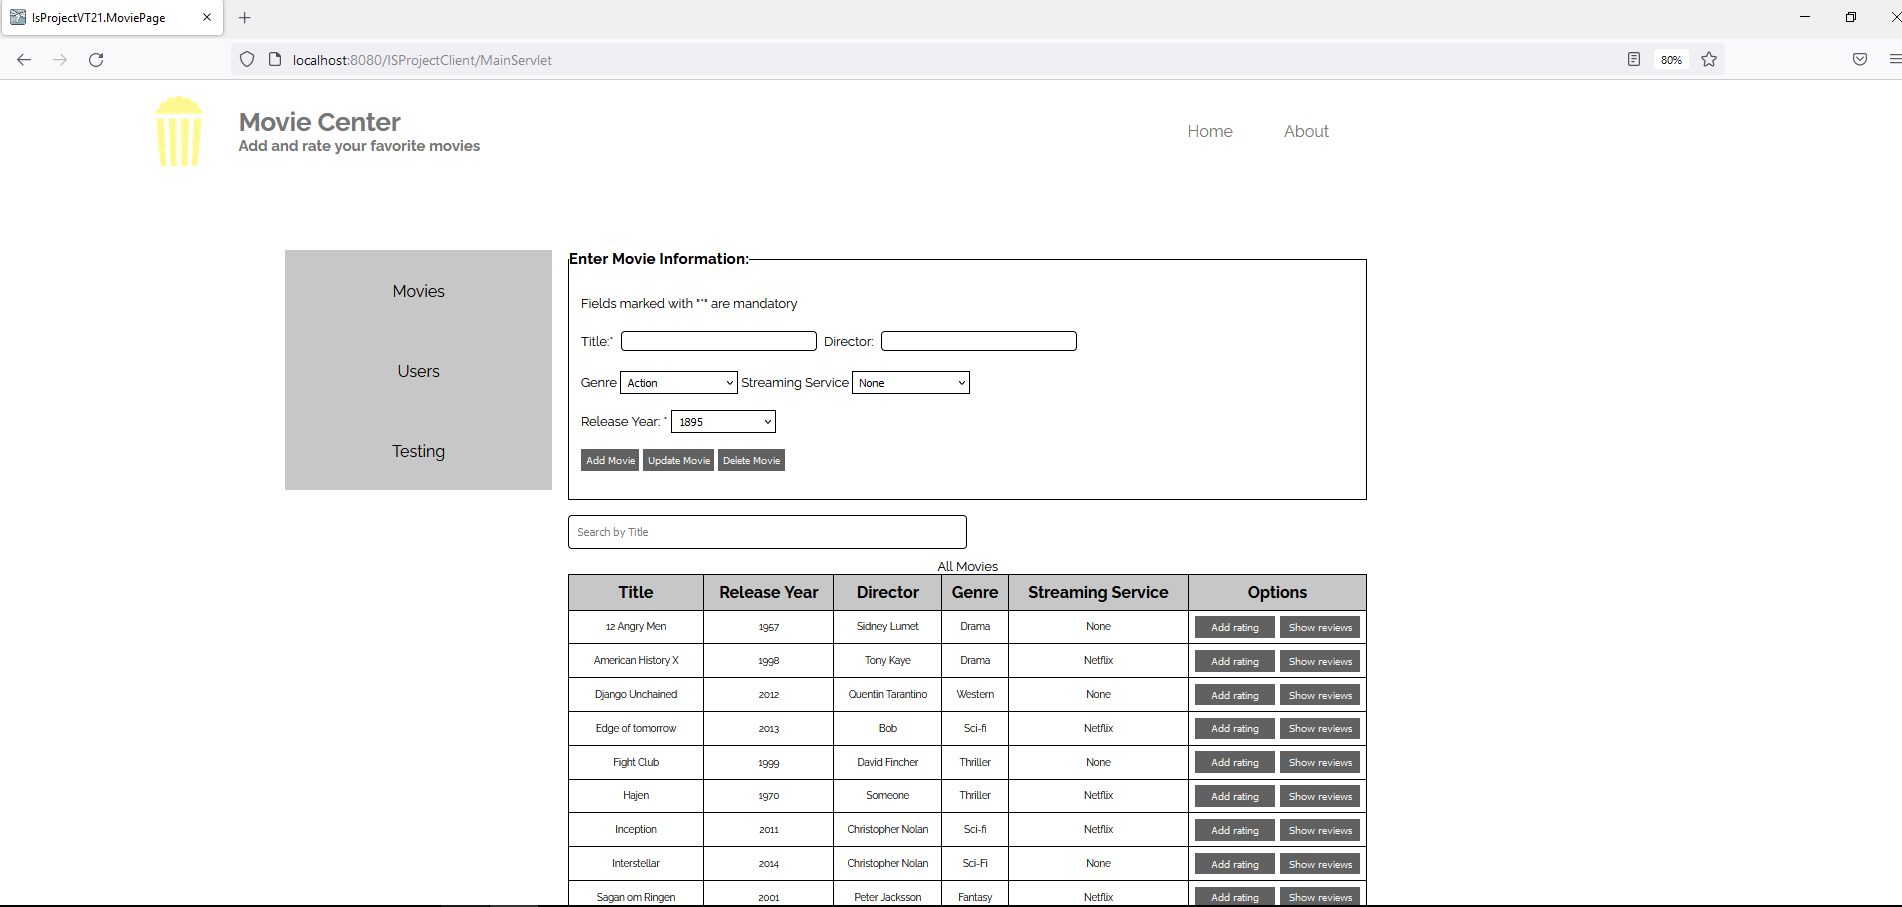 IsProjectVT21.MoviePage
localhost:8080/ISProjectClient/MainServlet
80%
Movie Center
Add and rate your favorite movies
Home About
Movies
Users
Testing
Enter Movie Information:
Fields marked with "*" are mandatory
Title:* Director:
Genre Action Streaming Service None
Release Year: * 1895
Add Movie Update Movie Delete Movie
Search by Title
All Movies
Title Release Year Director Genre Streaming Service Options
12 Angry Men 1957 Sidney Lumet Drama None Add rating Show reviews
American History X 1998 Tony Kaye Drama Netflix Add rating Show reviews
Django Unchained 2012 Quentin Tarantino Western None Add rating Show reviews
Edge of tomorrow 2013 Bob Sci-fi Netflix Add rating Show reviews
Fight Club 1999 David Fincher Thriller None Add rating Show reviews
Hajen 1970 Someone Thriller Netflix Add rating Show reviews
Inception 2011 Christopher Nolan Sci-fi Netflix Add rating Show reviews
Interstellar 2014 Christopher Nolan Sci-Fi None Add rating Show reviews
Sagan om Ringen 2001 Peter Jacksson Fantasy Netflix Add rating Show reviews